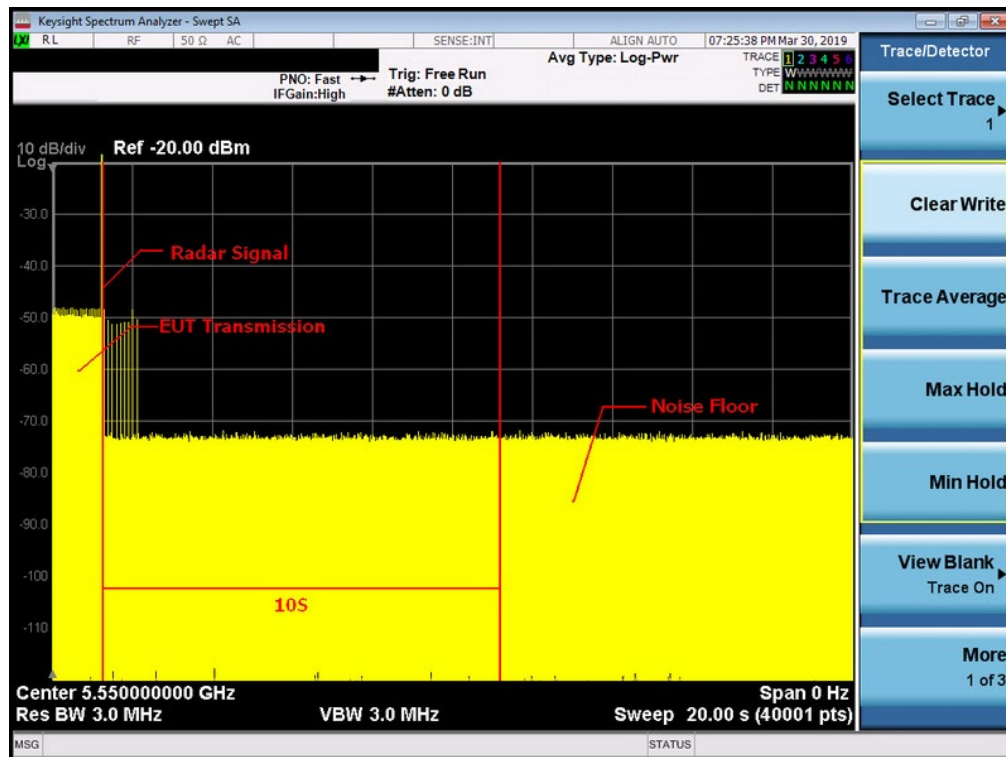 Keysight Spectrum Analyzer - Swept SA
LXI RL RF 50 Ω AC SENSE:INT ALIGN AUTO 07:25:38 PM Mar 30, 2019
PNO: Fast Trig: Free Run Avg Type: Log-Pwr TRACE 1 2 3 4 5 6
IFGain:High #Atten: 0 dB TYPE WWWWWW
DET N N N N N N
10 dB/div Ref -20.00 dBm
Log
-30.0
-40.0
-50.0
-60.0
-70.0
-80.0
-90.0
-100
-110
Radar Signal
EUT Transmission
Noise Floor
10S
Center 5.550000000 GHz Span 0 Hz
Res BW 3.0 MHz VBW 3.0 MHz Sweep 20.00 s (40001 pts)
MSG STATUS
Trace/Detector
Select Trace
1
Clear Write
Trace Average
Max Hold
Min Hold
View Blank
Trace On
More
1 of 3